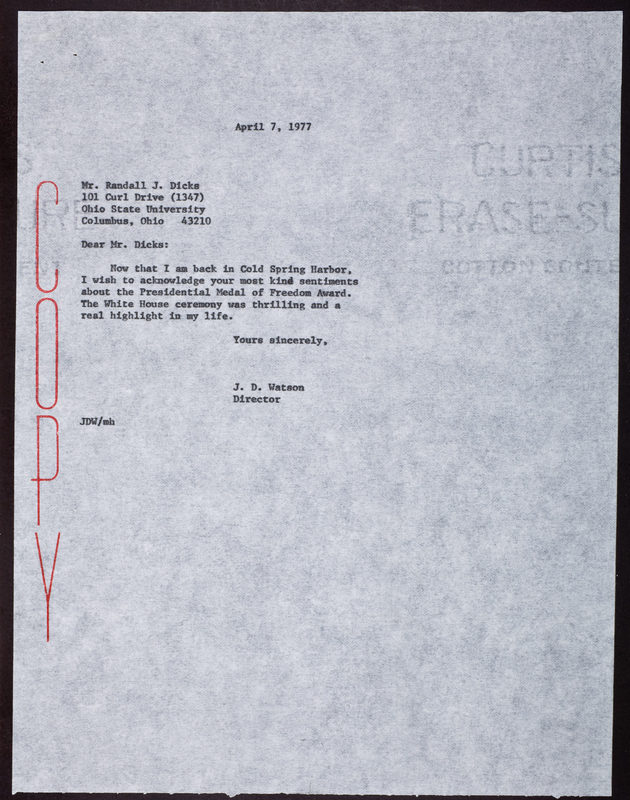 April 7, 1977
Mr. Randall J. Dicks
101 Curl Drive (1347)
Ohio State University
Columbus, Ohio 43210
Dear Mr. Dicks:
Now that I am back in Cold Spring Harbor,
I wish to acknowledge your most kind sentiments
about the Presidential Medal of Freedom Award.
The White House ceremony was thrilling and a
real highlight in my life.
Yours sincerely,
J. D. Watson
Director
JDW/mh
COPY
CURTIS
ERASE-SU
COTTON CONTE